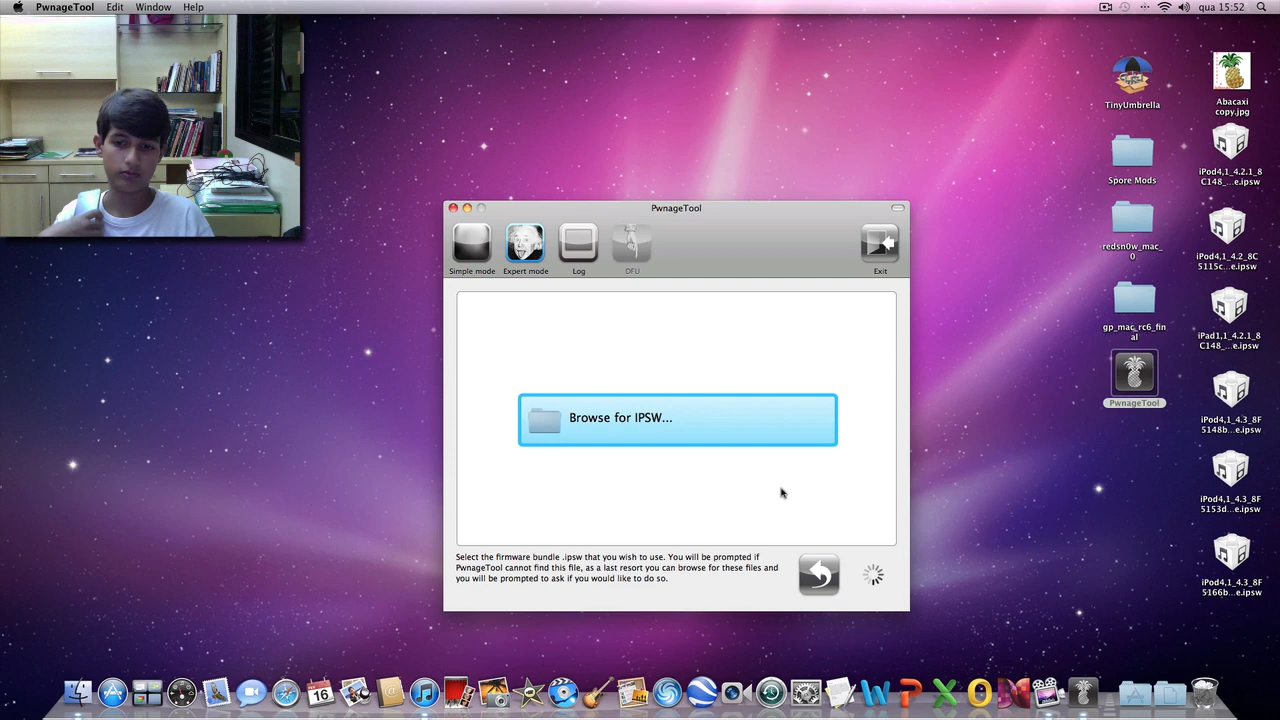 PwnageTool Edit Window Help
qua 15:52
TinyUmbrella
Abacaxi
copy.jpg
Spore Mods
iPod4,1_4.2.1_8
C148_...e.ipsw
redsn0w_mac_
0
iPod4,1_4.2_8C
5115c...e.ipsw
gp_mac_rc6_fin
al
iPad1,1_4.2.1_8
C148_...e.ipsw
PwnageTool
iPod4,1_4.3_8F
5148b...e.ipsw
iPod4,1_4.3_8F
5153d...e.ipsw
iPod4,1_4.3_8F
5166b...e.ipsw
PwnageTool
Simple mode
Expert mode
Log
DFU
Exit
Browse for IPSW...
Select the firmware bundle .ipsw that you wish to use. You will be prompted if
PwnageTool cannot find this file, as a last resort you can browse for these files and
you will be prompted to ask if you would like to do so.
16